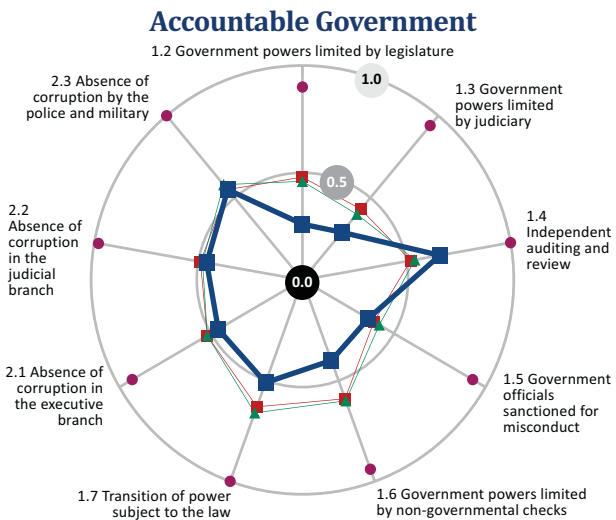 Accountable Government
1.2 Government powers limited by legislature
2.3 Absence of
corruption by the
police and military
1.0
1.3 Government
powers limited
by judiciary
0.5
2.2
Absence of
corruption
in the
judicial
branch
1.4
Independent
auditing and
review
0.0
2.1 Absence of
corruption in
the executive
branch
1.5 Government
officials
sanctioned for
misconduct
1.7 Transition of power
subject to the law
1.6 Government powers limited
by non-governmental checks